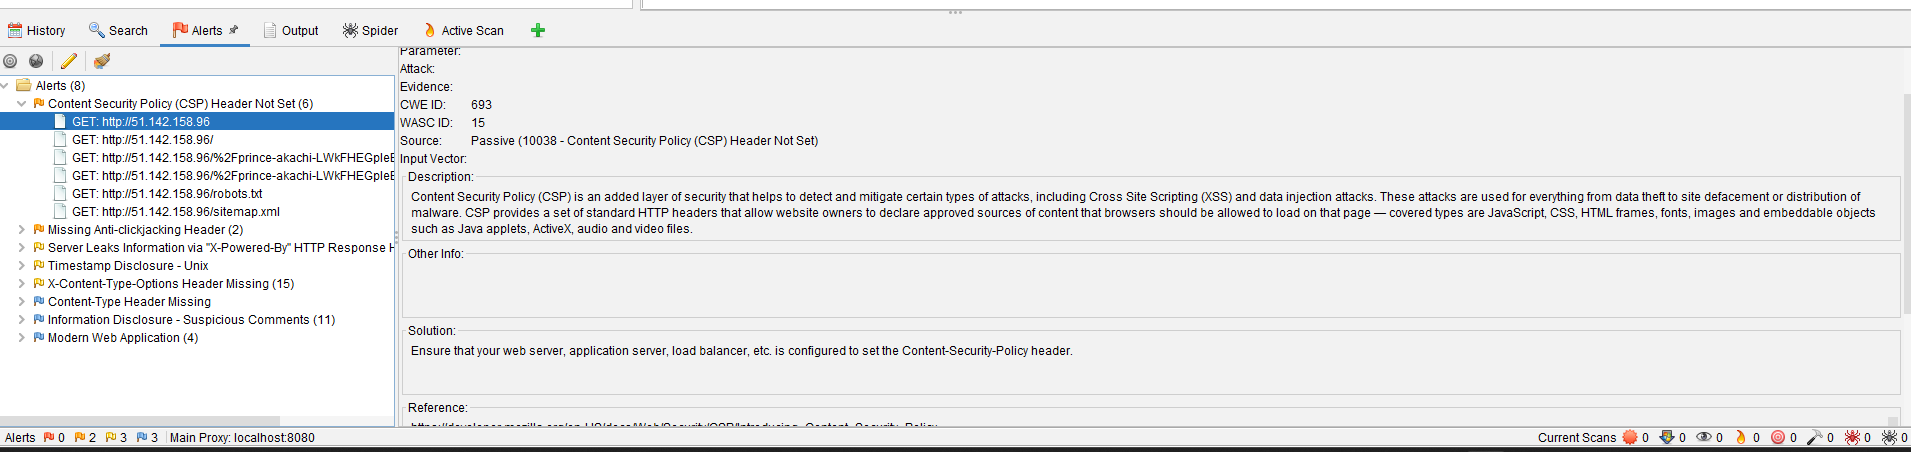 History Search Alerts Output Spider Active Scan
Alerts (8)
Content Security Policy (CSP) Header Not Set (6)
GET: http://51.142.158.96
GET: http://51.142.158.96/
GET: http://51.142.158.96/%2Fprince-akachi-LWkFHEGpleE
GET: http://51.142.158.96/%2Fprince-akachi-LWkFHEGpleE
GET: http://51.142.158.96/robots.txt
GET: http://51.142.158.96/sitemap.xml
Missing Anti-clickjacking Header (2)
Server Leaks Information via "X-Powered-By" HTTP Response H
Timestamp Disclosure - Unix
X-Content-Type-Options Header Missing (15)
Content-Type Header Missing
Information Disclosure - Suspicious Comments (11)
Modern Web Application (4)
Parameter:
Attack:
Evidence:
CWE ID: 693
WASC ID: 15
Source: Passive (10038 - Content Security Policy (CSP) Header Not Set)
Input Vector:
Description:
Content Security Policy (CSP) is an added layer of security that helps to detect and mitigate certain types of attacks, including Cross Site Scripting (XSS) and data injection attacks. These attacks are used for everything from data theft to site defacement or distribution of
malware. CSP provides a set of standard HTTP headers that allow website owners to declare approved sources of content that browsers should be allowed to load on that page — covered types are JavaScript, CSS, HTML frames, fonts, images and embeddable objects
such as Java applets, ActiveX, audio and video files.
Other Info:
Solution:
Ensure that your web server, application server, load balancer, etc. is configured to set the Content-Security-Policy header.
Reference:
https://developer.mozilla.org/en-US/docs/Web/Security/CSP/Introducing_Content_Security_Policy
Alerts 0 2 3 3 Main Proxy: localhost:8080
Current Scans 0 0 0 0 0 0 0 0